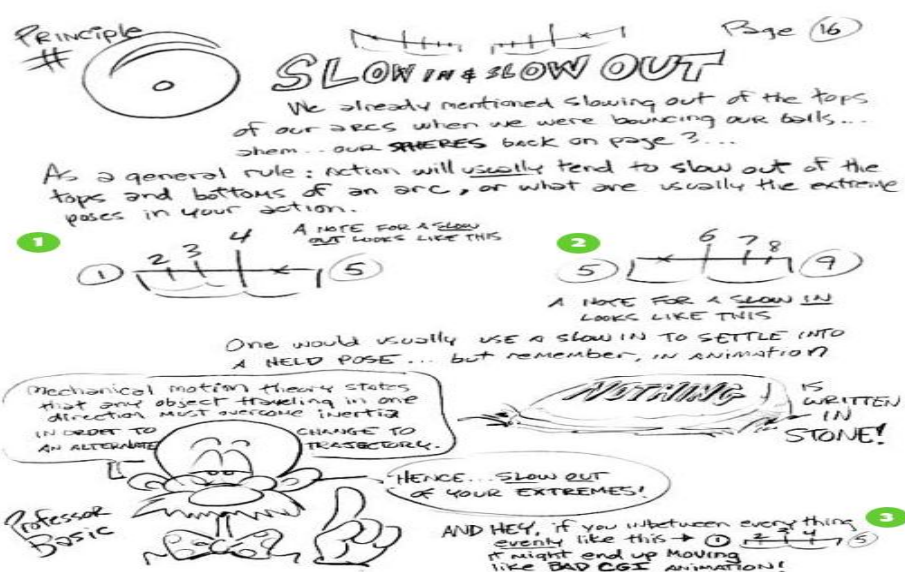 PRINCIPLE
#
Page 16
SLOW IN & SLOW OUT
We already mentioned slowing out of the tops
of our arcs when we were bouncing our balls...
ahem... our SPHERES back on page 3...
As a general rule: Action will usually tend to slow out of the
tops and bottoms of an arc, or what are usually the extreme
poses in your action.
1
A NOTE FOR A SLOW
OUT LOOKS LIKE THIS
1 2 3 4 5
2
5 6 7 8 9
A NOTE FOR A SLOW IN
LOOKS LIKE THIS
One would usually USE A SLOW IN TO SETTLE INTO
A HELD POSE... but remember, IN ANIMATION
NOTHING
IS
WRITTEN
IN
STONE!
Mechanical motion theory states
that any object traveling in one
direction must overcome inertia
IN ORDER TO CHANGE TO
AN ALTERNATE TRAJECTORY.
HENCE... SLOW OUT
OF YOUR EXTREMES!
Professor
Basic
3
AND HEY, if you inbetween every thing
evenly like this → 1 2 3 4 5
it might end up moving
like BAD CGI ANIMATION!